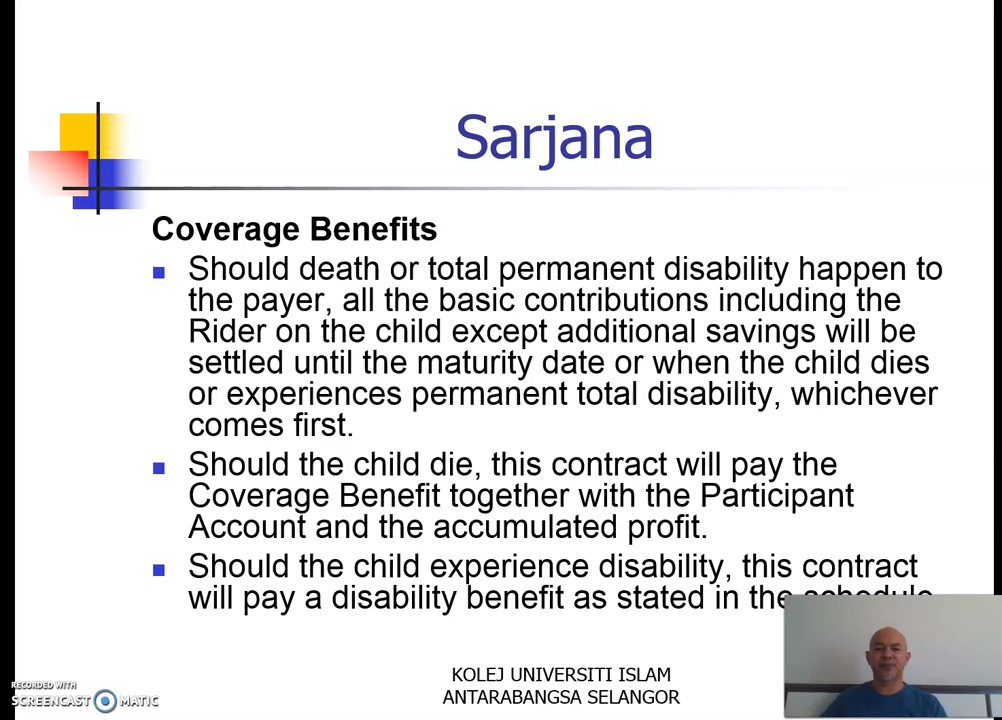 Sarjana
Coverage Benefits
Should death or total permanent disability happen to
the payer, all the basic contributions including the
Rider on the child except additional savings will be
settled until the maturity date or when the child dies
or experiences permanent total disability, whichever
comes first.
Should the child die, this contract will pay the
Coverage Benefit together with the Participant
Account and the accumulated profit.
Should the child experience disability, this contract
will pay a disability benefit as stated in the schedule
KOLEJ UNIVERSITI ISLAM
ANTARABANGSA SELANGOR
RECORDED WITH
SCREENCAST MATIC